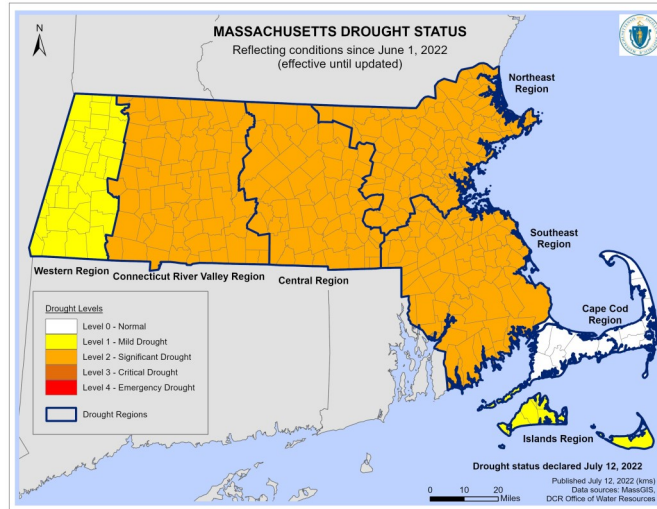 MASSACHUSETTS DROUGHT STATUS
Reflecting conditions since June 1, 2022
(effective until updated)
N
Northeast
Region
Southeast
Region
Cape Cod
Region
Western Region
Connecticut River Valley Region
Central Region
Islands Region
Drought Levels
Level 0 - Normal
Level 1 - Mild Drought
Level 2 - Significant Drought
Level 3 - Critical Drought
Level 4 - Emergency Drought
Drought Regions
Drought status declared July 12, 2022
Published July 12, 2022 (kms)
Data sources: MassGIS,
DCR Office of Water Resources
0 10 20
Miles